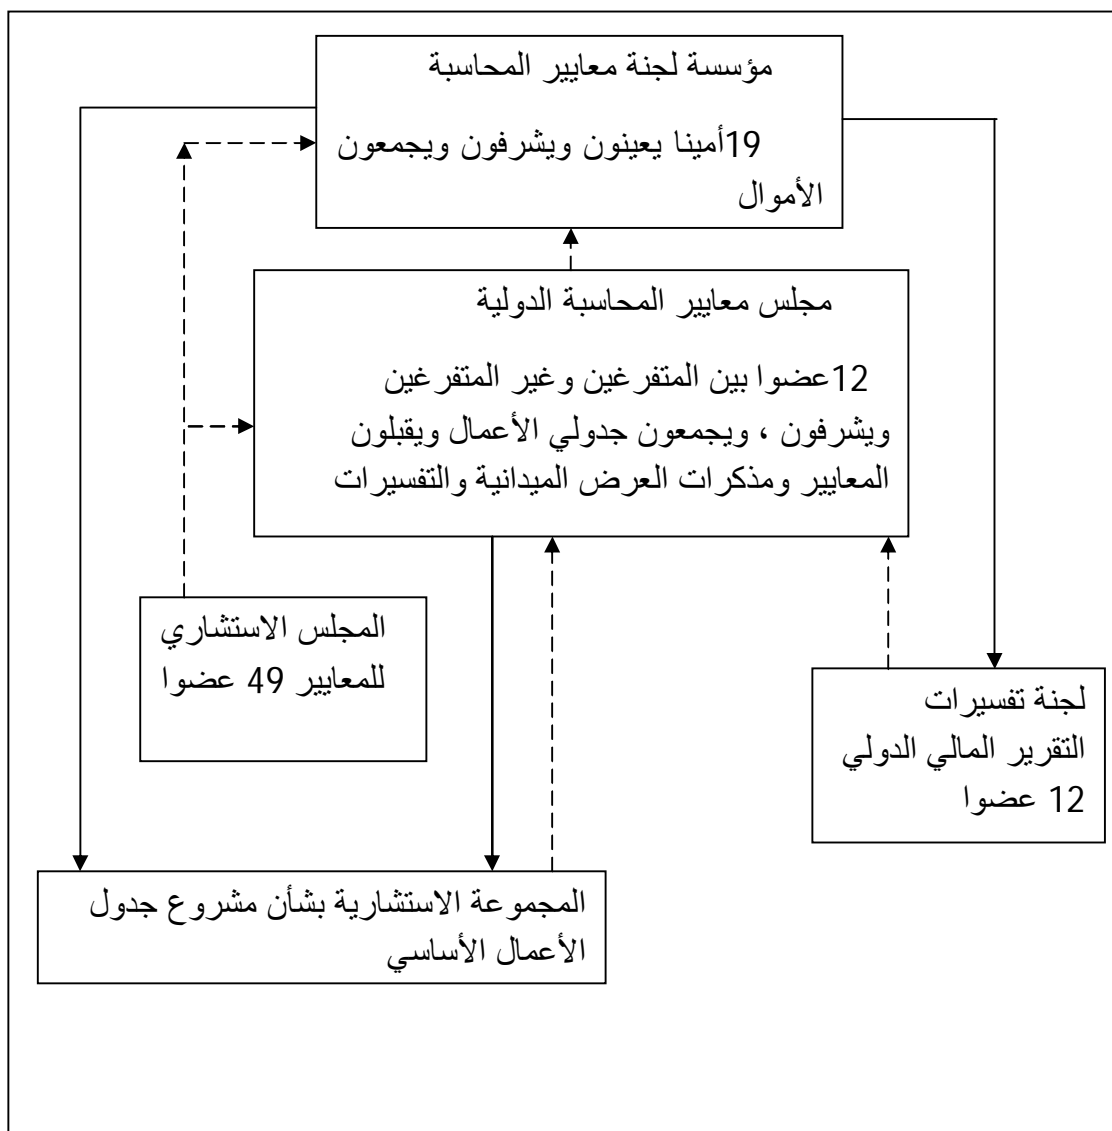 مؤسسة لجنة معايير المحاسبة
19أمينا يعينون ويشرفون ويجمعون
الأموال
مجلس معايير المحاسبة الدولية
12عضوا بين المتفرغين وغير المتفرغين
ويشرفون ، ويجمعون جدولي الأعمال ويقبلون
المعايير ومذكرات العرض الميدانية والتفسيرات
المجلس الاستشاري
للمعايير 49 عضوا
لجنة تفسيرات
التقرير المالي الدولي
12 عضوا
المجموعة الاستشارية بشأن مشروع جدول
الأعمال الأساسي